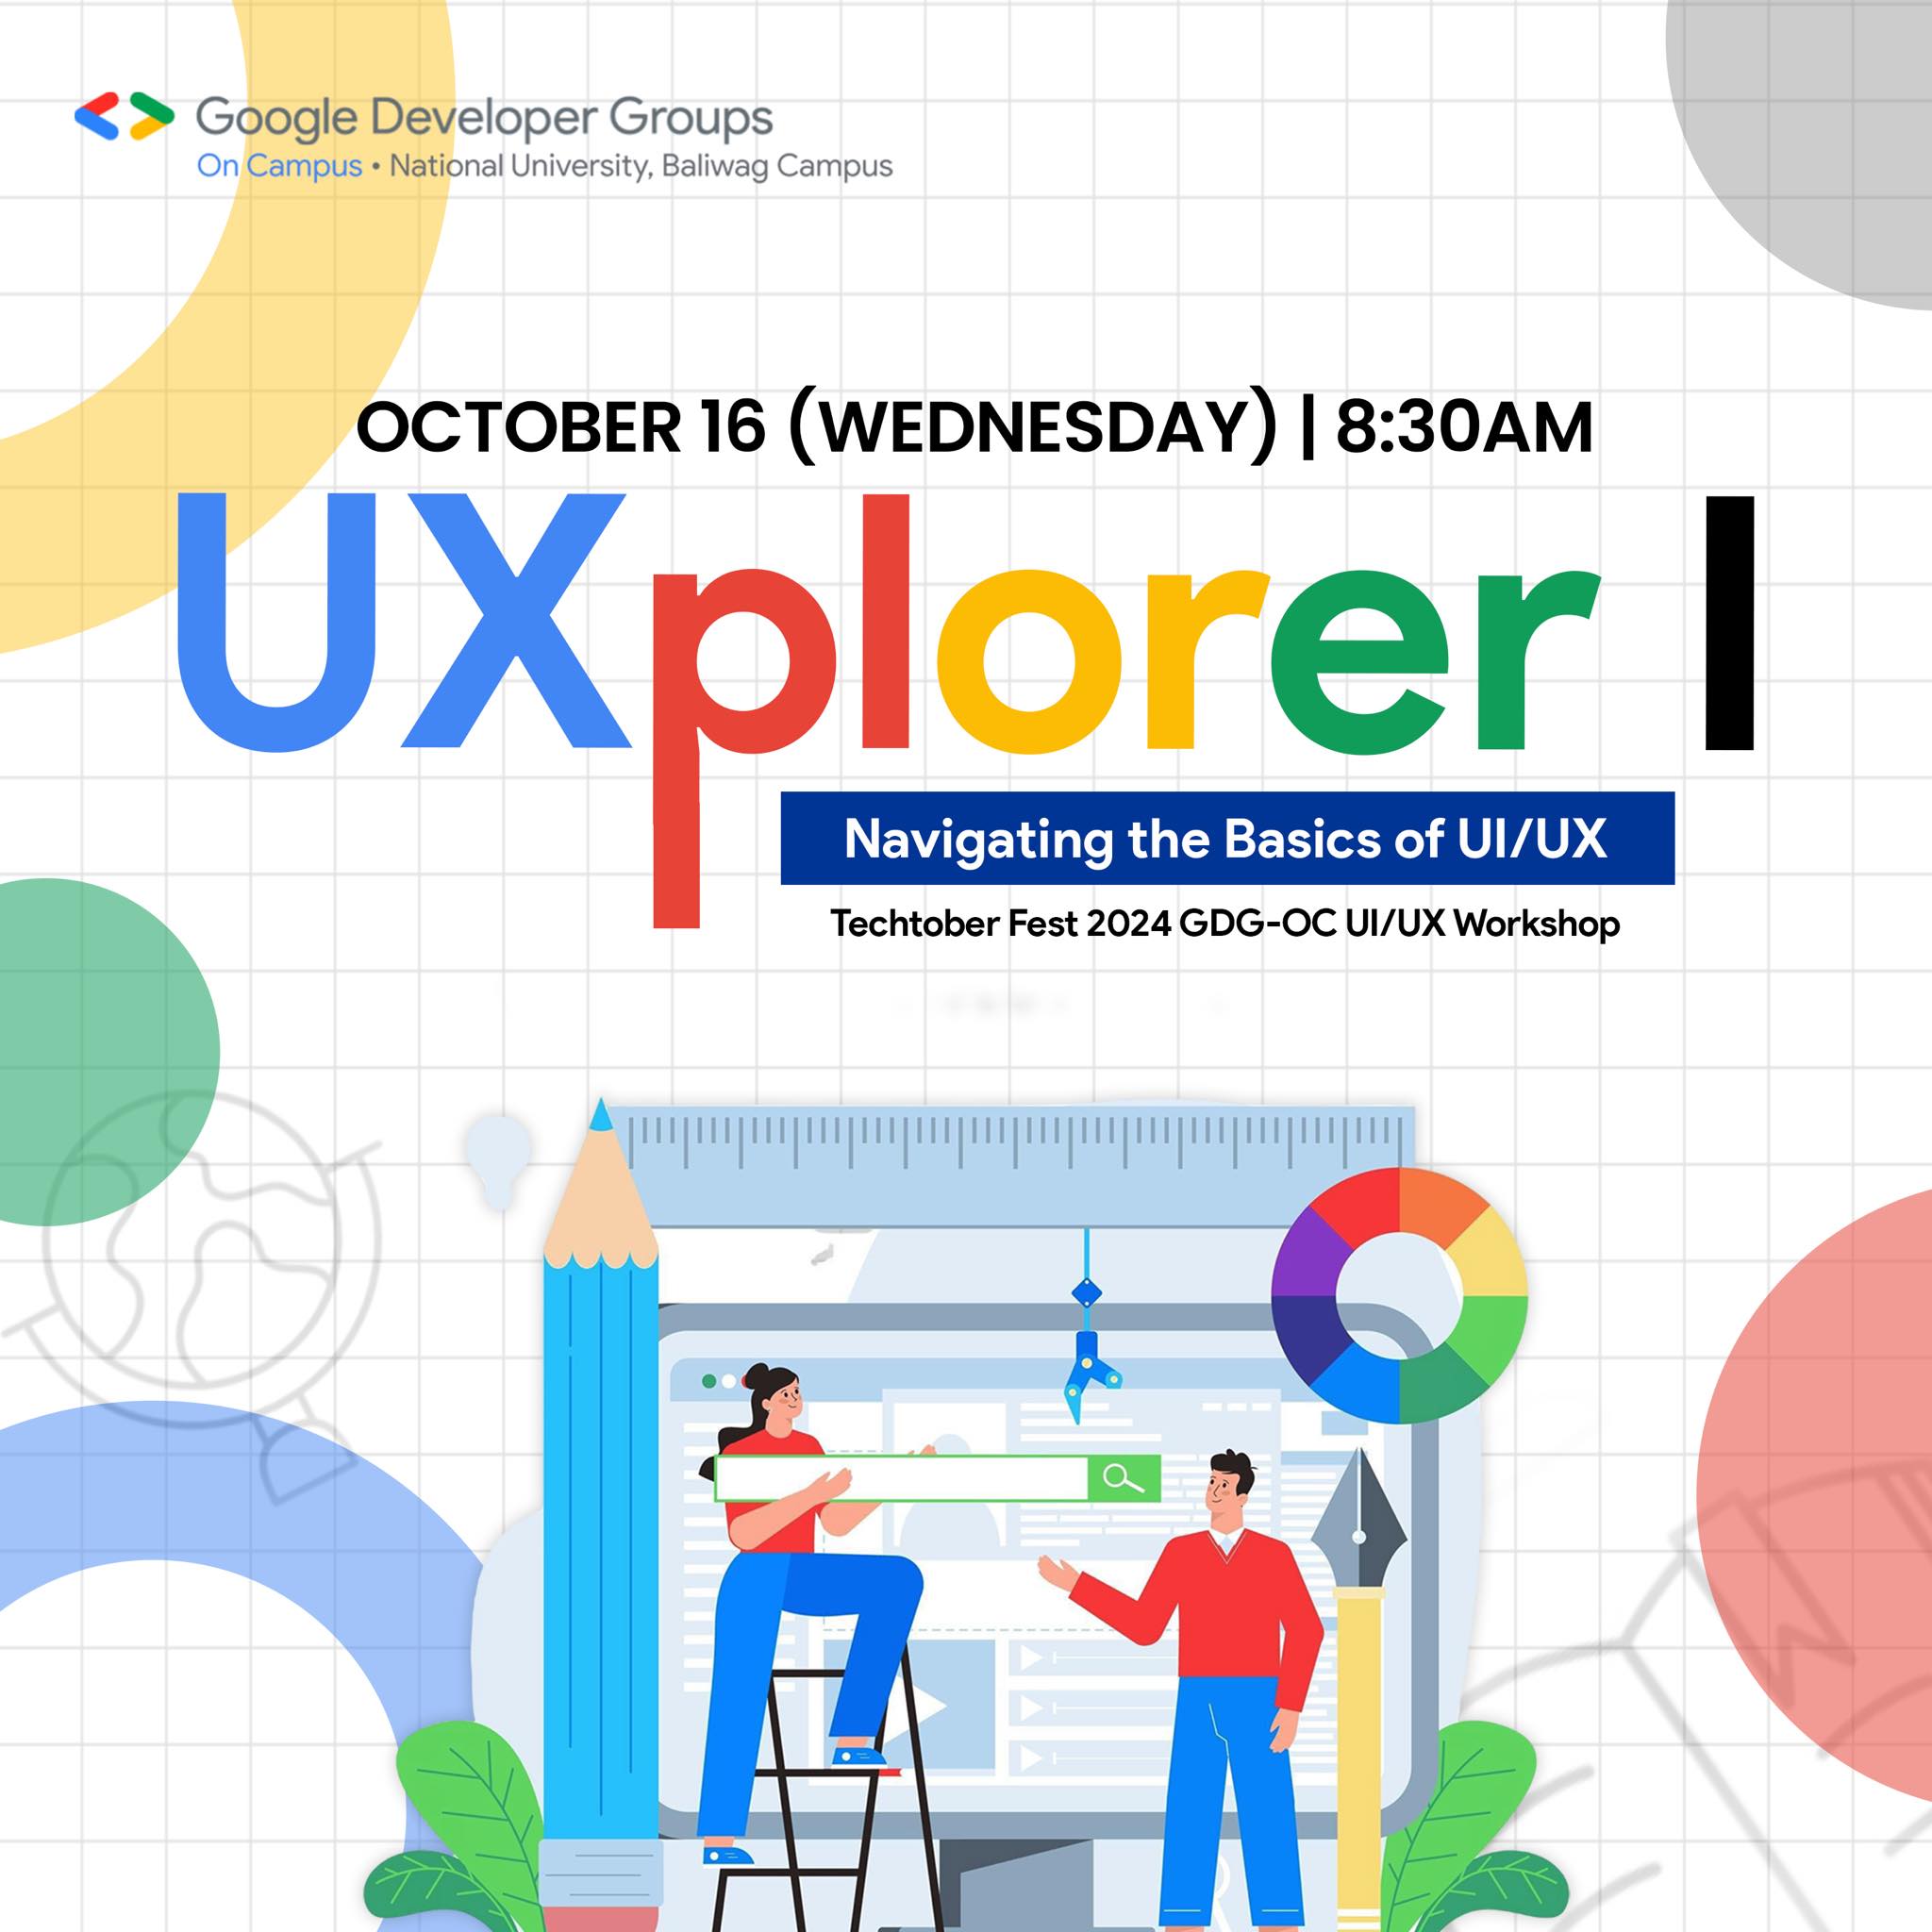 Google Developer Groups
On Campus • National University, Baliwag Campus
OCTOBER 16 (WEDNESDAY) | 8:30AM
UXplorer I
Navigating the Basics of UI/UX
Techtober Fest 2024 GDG-OC UI/UX Workshop